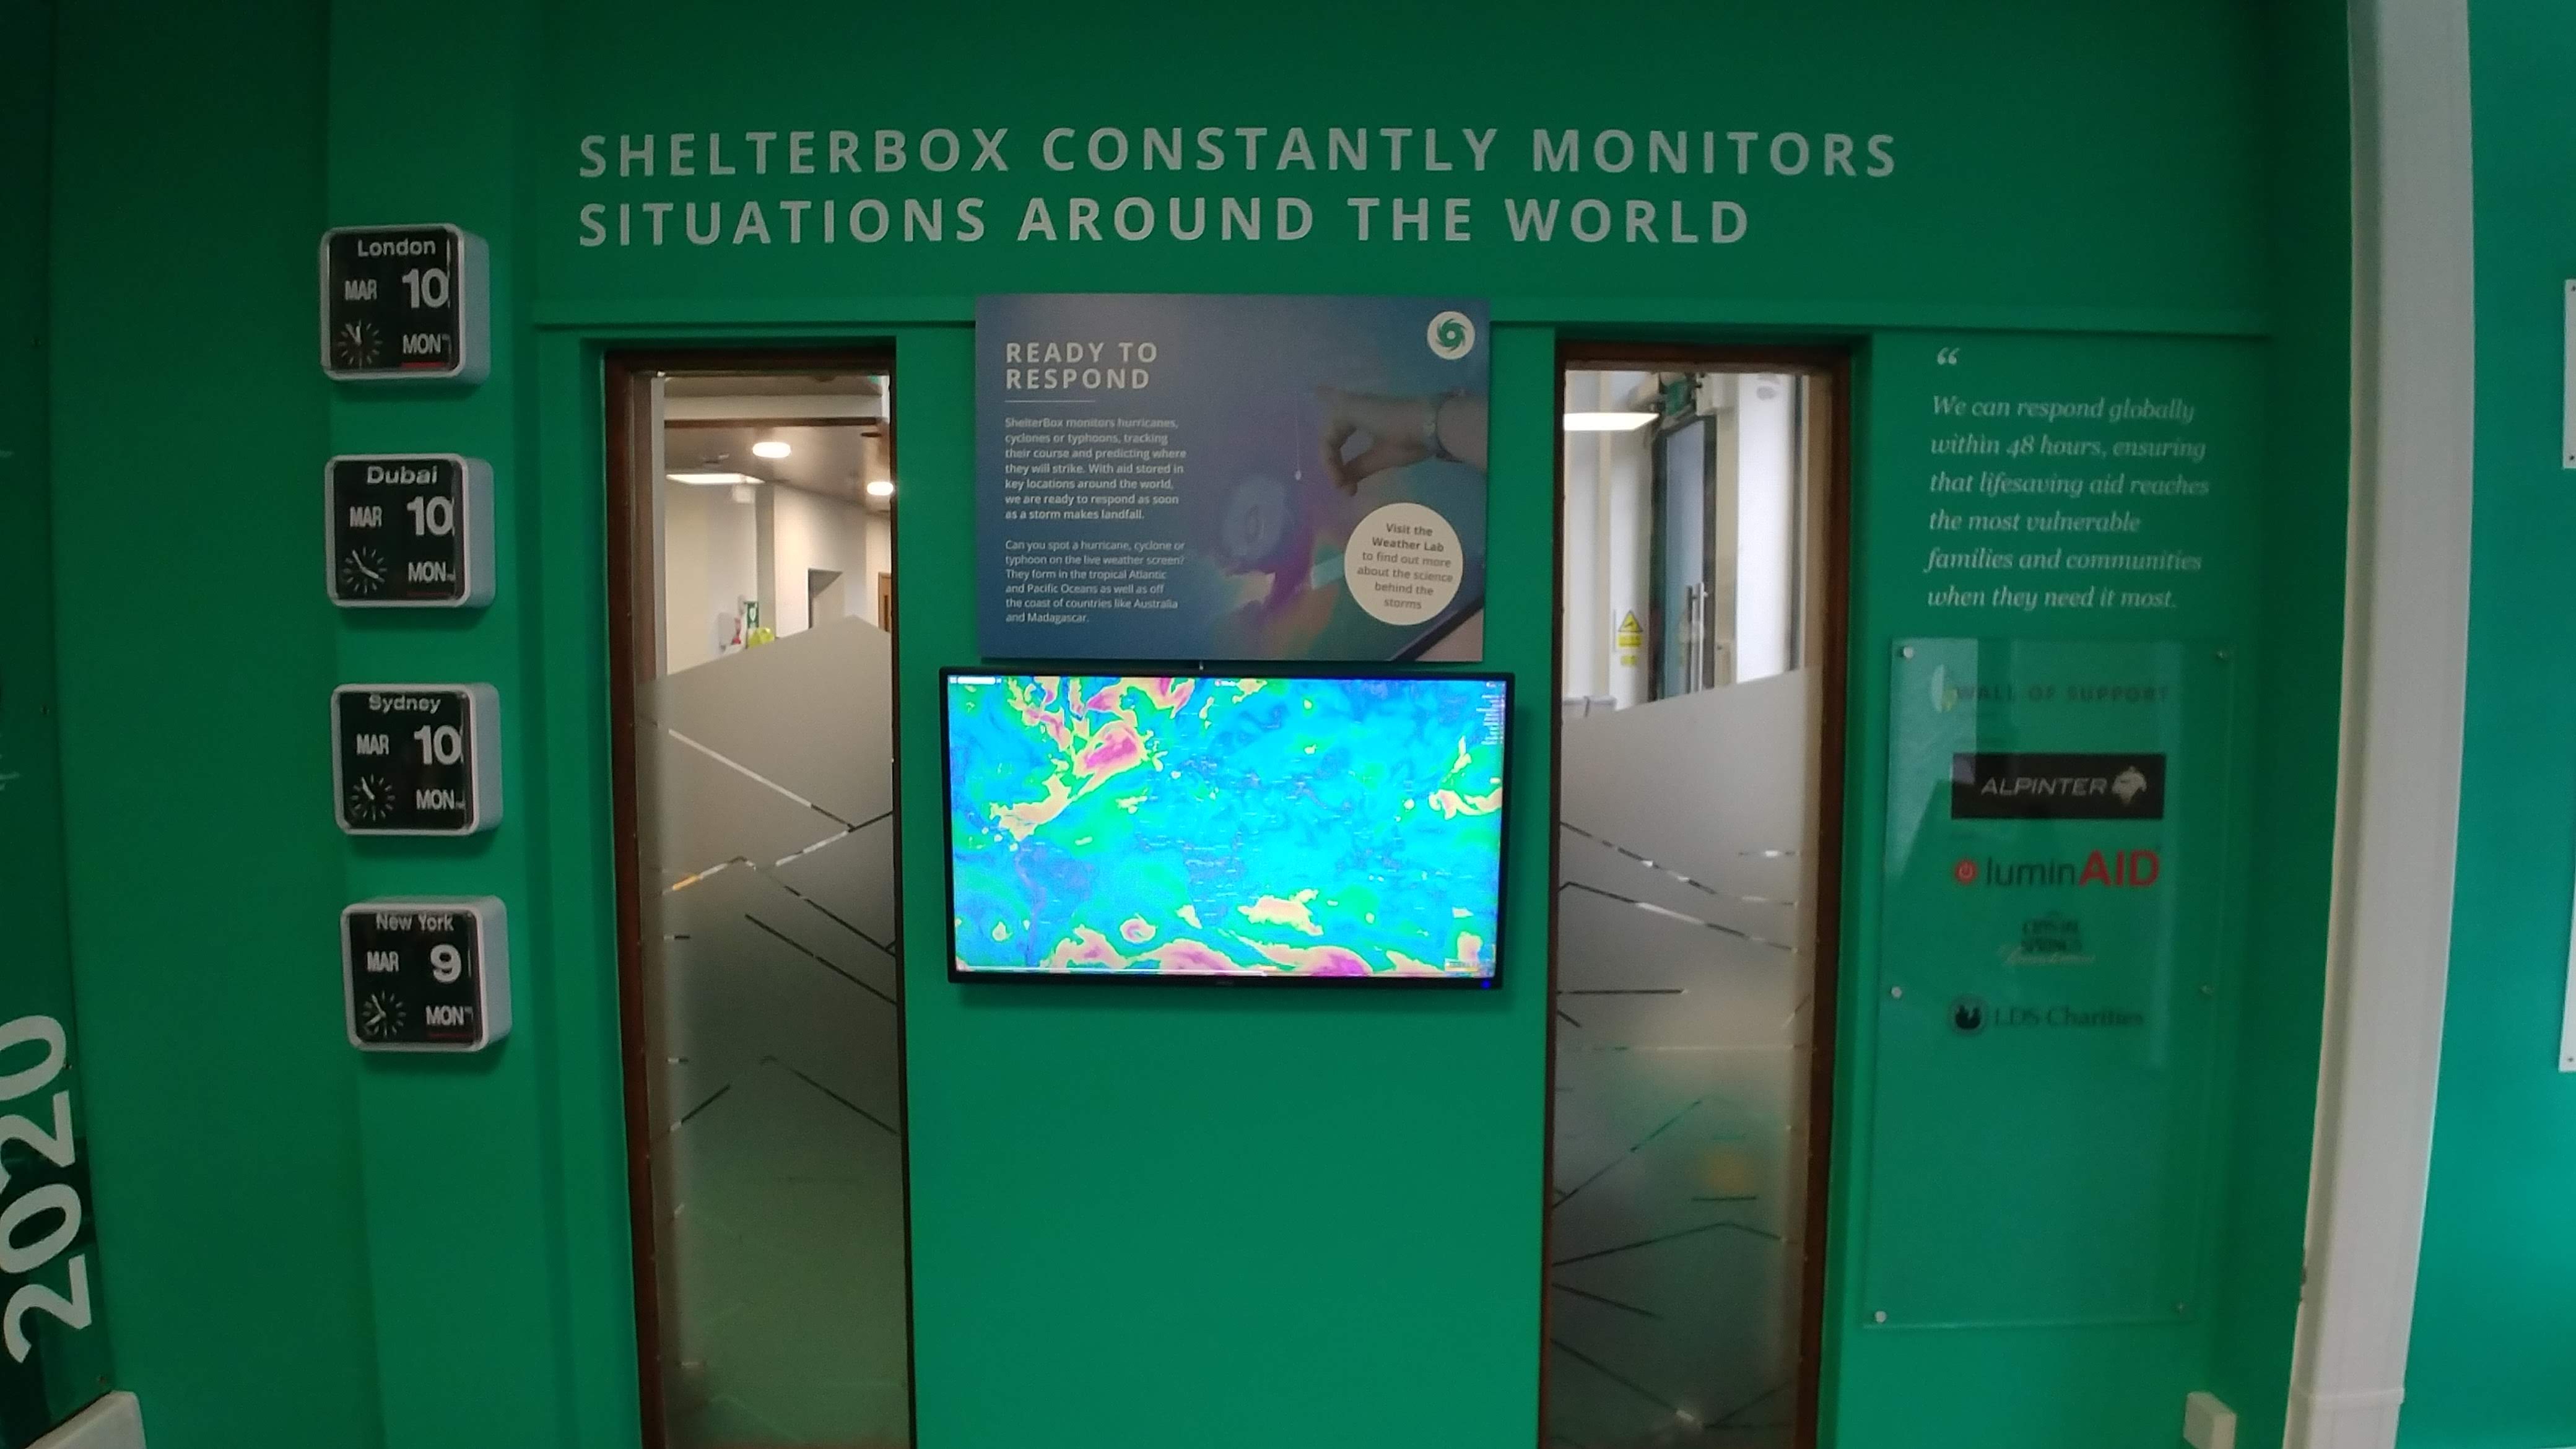 SHELTERBOX CONSTANTLY MONITORS
SITUATIONS AROUND THE WORLD
London
MAR 10
MON
Dubai
MAR 10
MON
Sydney
MAR 10
MON
New York
MAR 9
MON
2020
READY TO
RESPOND
ShelterBox monitors hurricanes,
cyclones or typhoons, tracking
their course and predicting where
they will strike. With aid stored in
key locations around the world,
we are ready to respond as soon
as a storm makes landfall.
Can you spot a hurricane, cyclone or
typhoon on the live weather screen?
They form in the tropical Atlantic
and Pacific Oceans as well as off
the coast of countries like Australia
and Madagascar.
Visit the
Weather Lab
to find out more
about the science
behind the
storms
“
We can respond globally
within 48 hours, ensuring
that lifesaving aid reaches
the most vulnerable
families and communities
when they need it most.
WALL OF SUPPORT
ALPINTER
luminAID
SPRINGS
LDS Charities